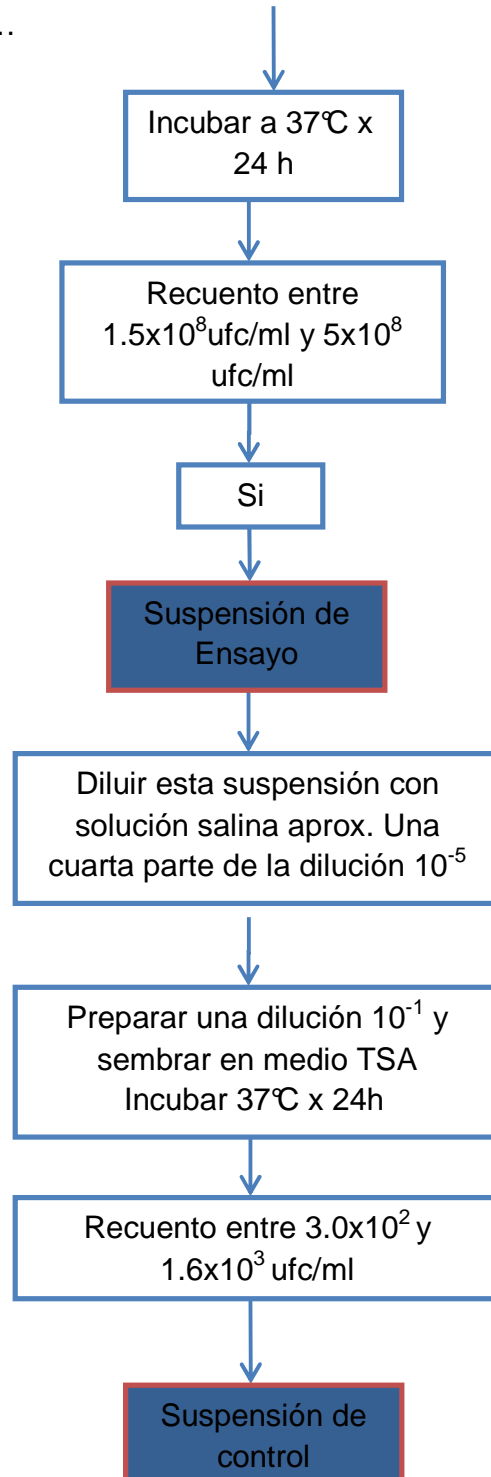 ..
Incubar a 37°C x
24 h
Recuento entre
1.5x10⁸ufc/ml y 5x10⁸
ufc/ml
Si
Suspensión de
Ensayo
Diluir esta suspensión con
solución salina aprox. Una
cuarta parte de la dilución 10⁻⁵
Preparar una dilución 10⁻¹ y
sembrar en medio TSA
Incubar 37°C x 24h
Recuento entre 3.0x10² y
1.6x10³ ufc/ml
Suspensión de
control